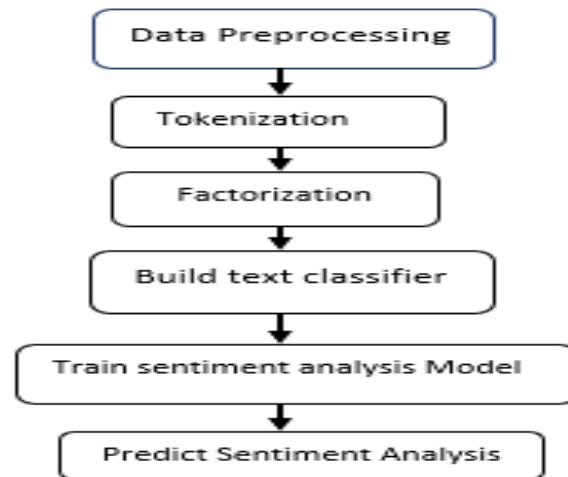 Data Preprocessing
Tokenization
Factorization
Build text classifier
Train sentiment analysis Model
Predict Sentiment Analysis